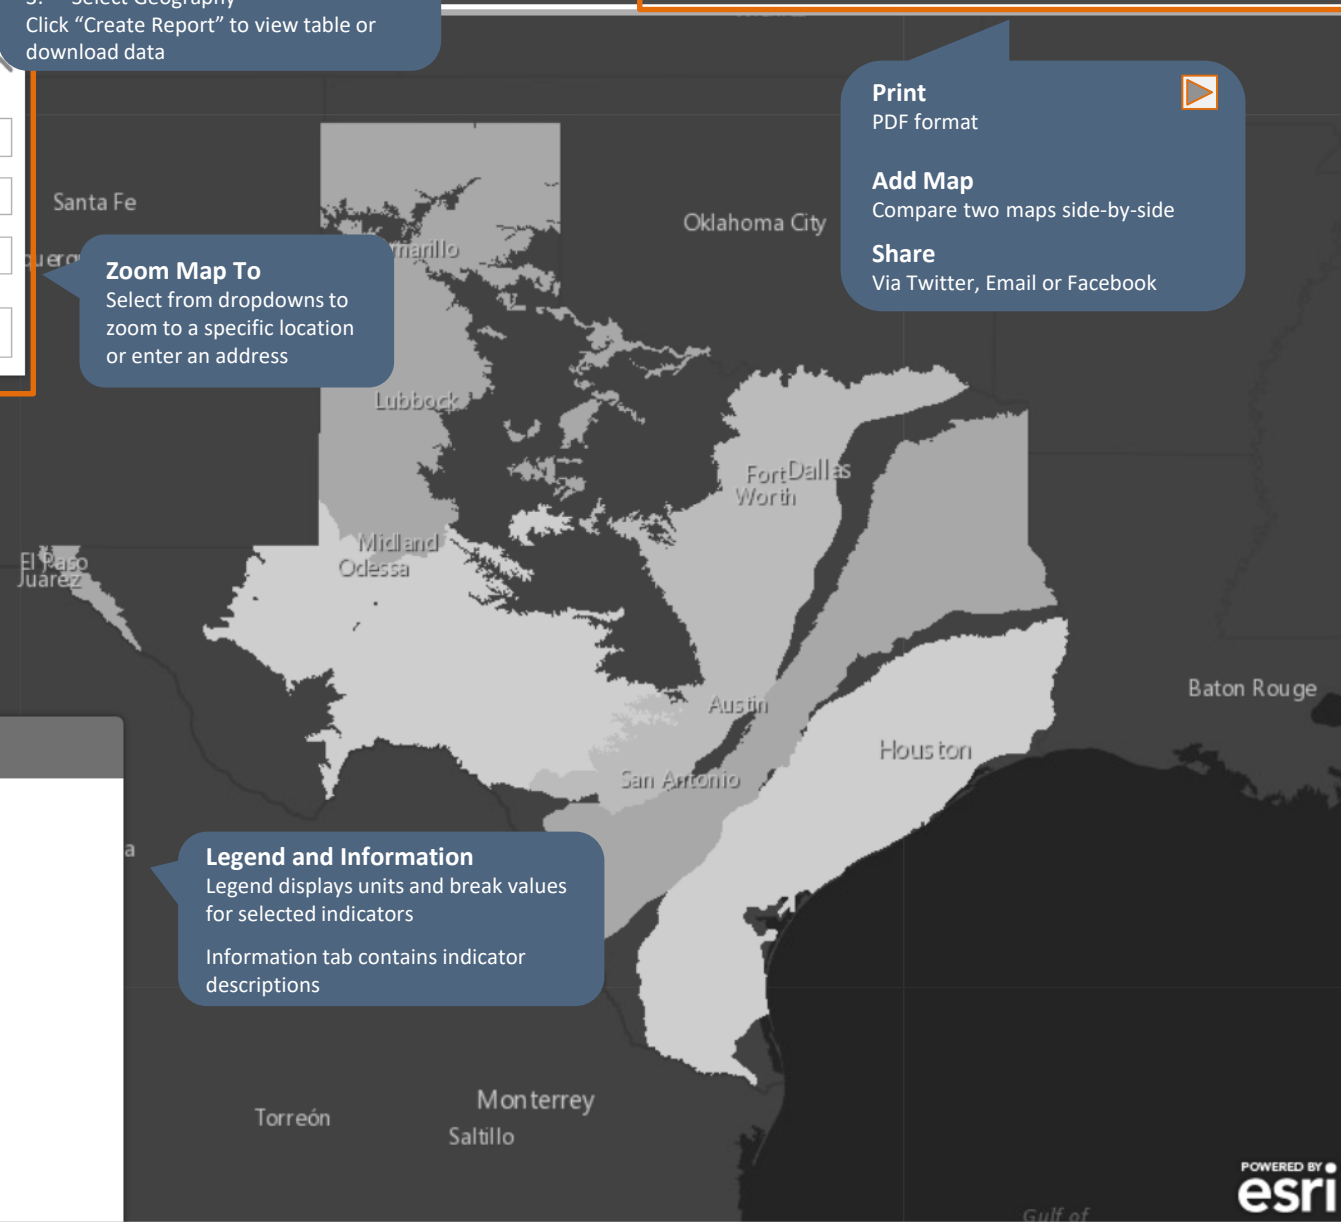 3. Select Geography
Click “Create Report” to view table or
download data
Print
PDF format
Add Map
Compare two maps side-by-side
Share
Via Twitter, Email or Facebook
Santa Fe
Oklahoma City
Zoom Map To
Select from dropdowns to
zoom to a specific location
or enter an address
Lubbock
Fort Worth
Dallas
Midland
Odessa
El Paso
Juárez
Austin
Baton Rouge
Houston
San Antonio
Legend and Information
Legend displays units and break values
for selected indicators
Information tab contains indicator
descriptions
Monterrey
Torreón
Saltillo
POWERED BY
esri
Gulf of